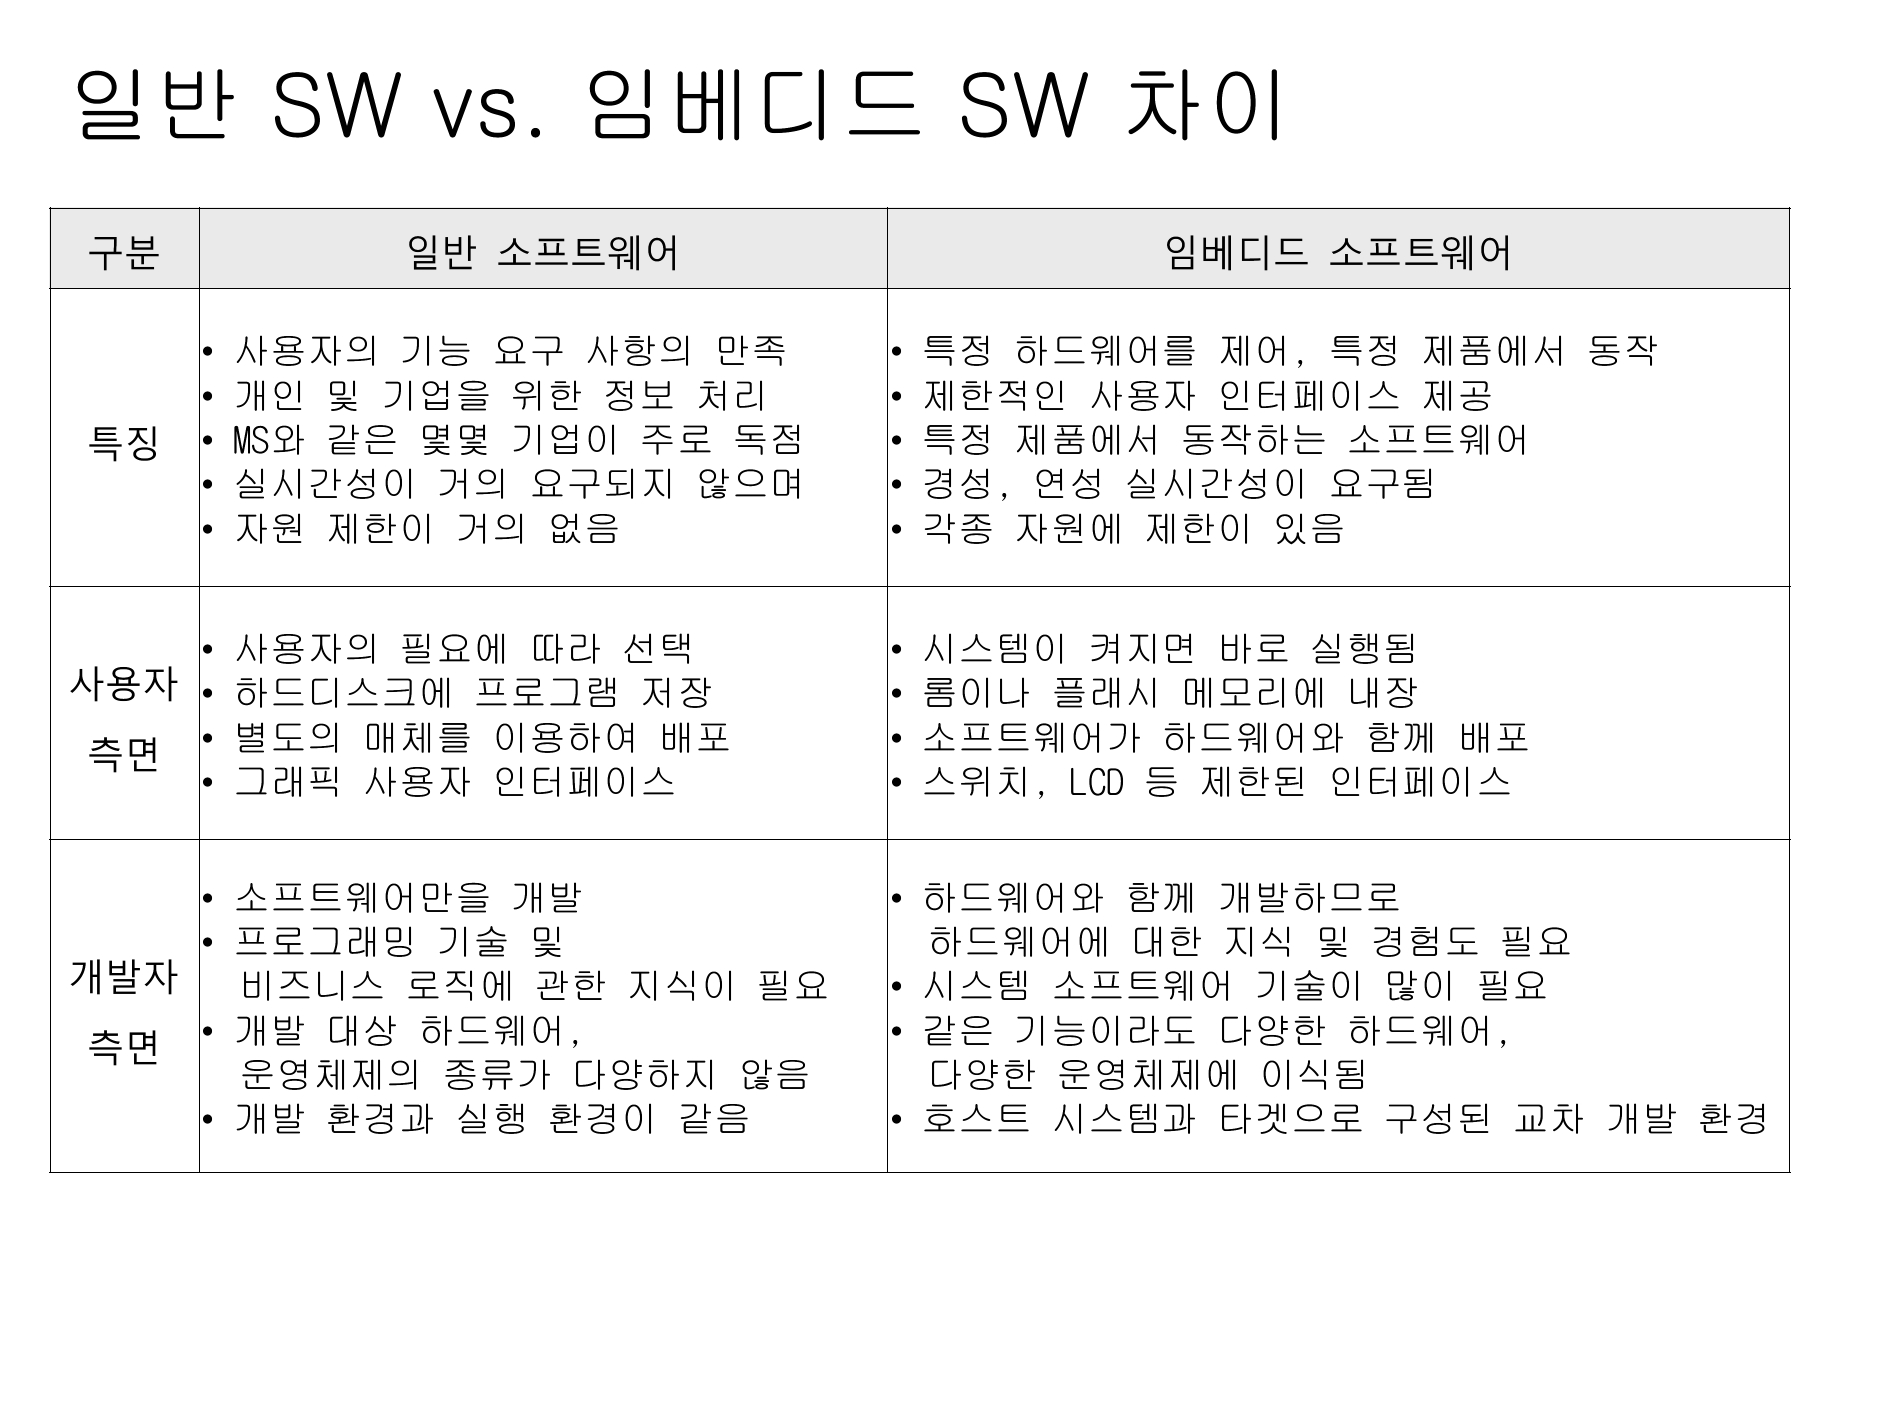 일반 SW vs. 임베디드 SW 차이
구분 일반 소프트웨어 임베디드 소프트웨어
특징
• 사용자의 기능 요구 사항의 만족
• 개인 및 기업을 위한 정보 처리
• MS와 같은 몇몇 기업이 주로 독점
• 실시간성이 거의 요구되지 않으며
• 자원 제한이 거의 없음
• 특정 하드웨어를 제어, 특정 제품에서 동작
• 제한적인 사용자 인터페이스 제공
• 특정 제품에서 동작하는 소프트웨어
• 경성, 연성 실시간성이 요구됨
• 각종 자원에 제한이 있음
사용자
측면
• 사용자의 필요에 따라 선택
• 하드디스크에 프로그램 저장
• 별도의 매체를 이용하여 배포
• 그래픽 사용자 인터페이스
• 시스템이 켜지면 바로 실행됨
• 롬이나 플래시 메모리에 내장
• 소프트웨어가 하드웨어와 함께 배포
• 스위치, LCD 등 제한된 인터페이스
개발자
측면
• 소프트웨어만을 개발
• 프로그래밍 기술 및
비즈니스 로직에 관한 지식이 필요
• 개발 대상 하드웨어,
운영체제의 종류가 다양하지 않음
• 개발 환경과 실행 환경이 같음
• 하드웨어와 함께 개발하므로
하드웨어에 대한 지식 및 경험도 필요
• 시스템 소프트웨어 기술이 많이 필요
• 같은 기능이라도 다양한 하드웨어,
다양한 운영체제에 이식됨
• 호스트 시스템과 타겟으로 구성된 교차 개발 환경